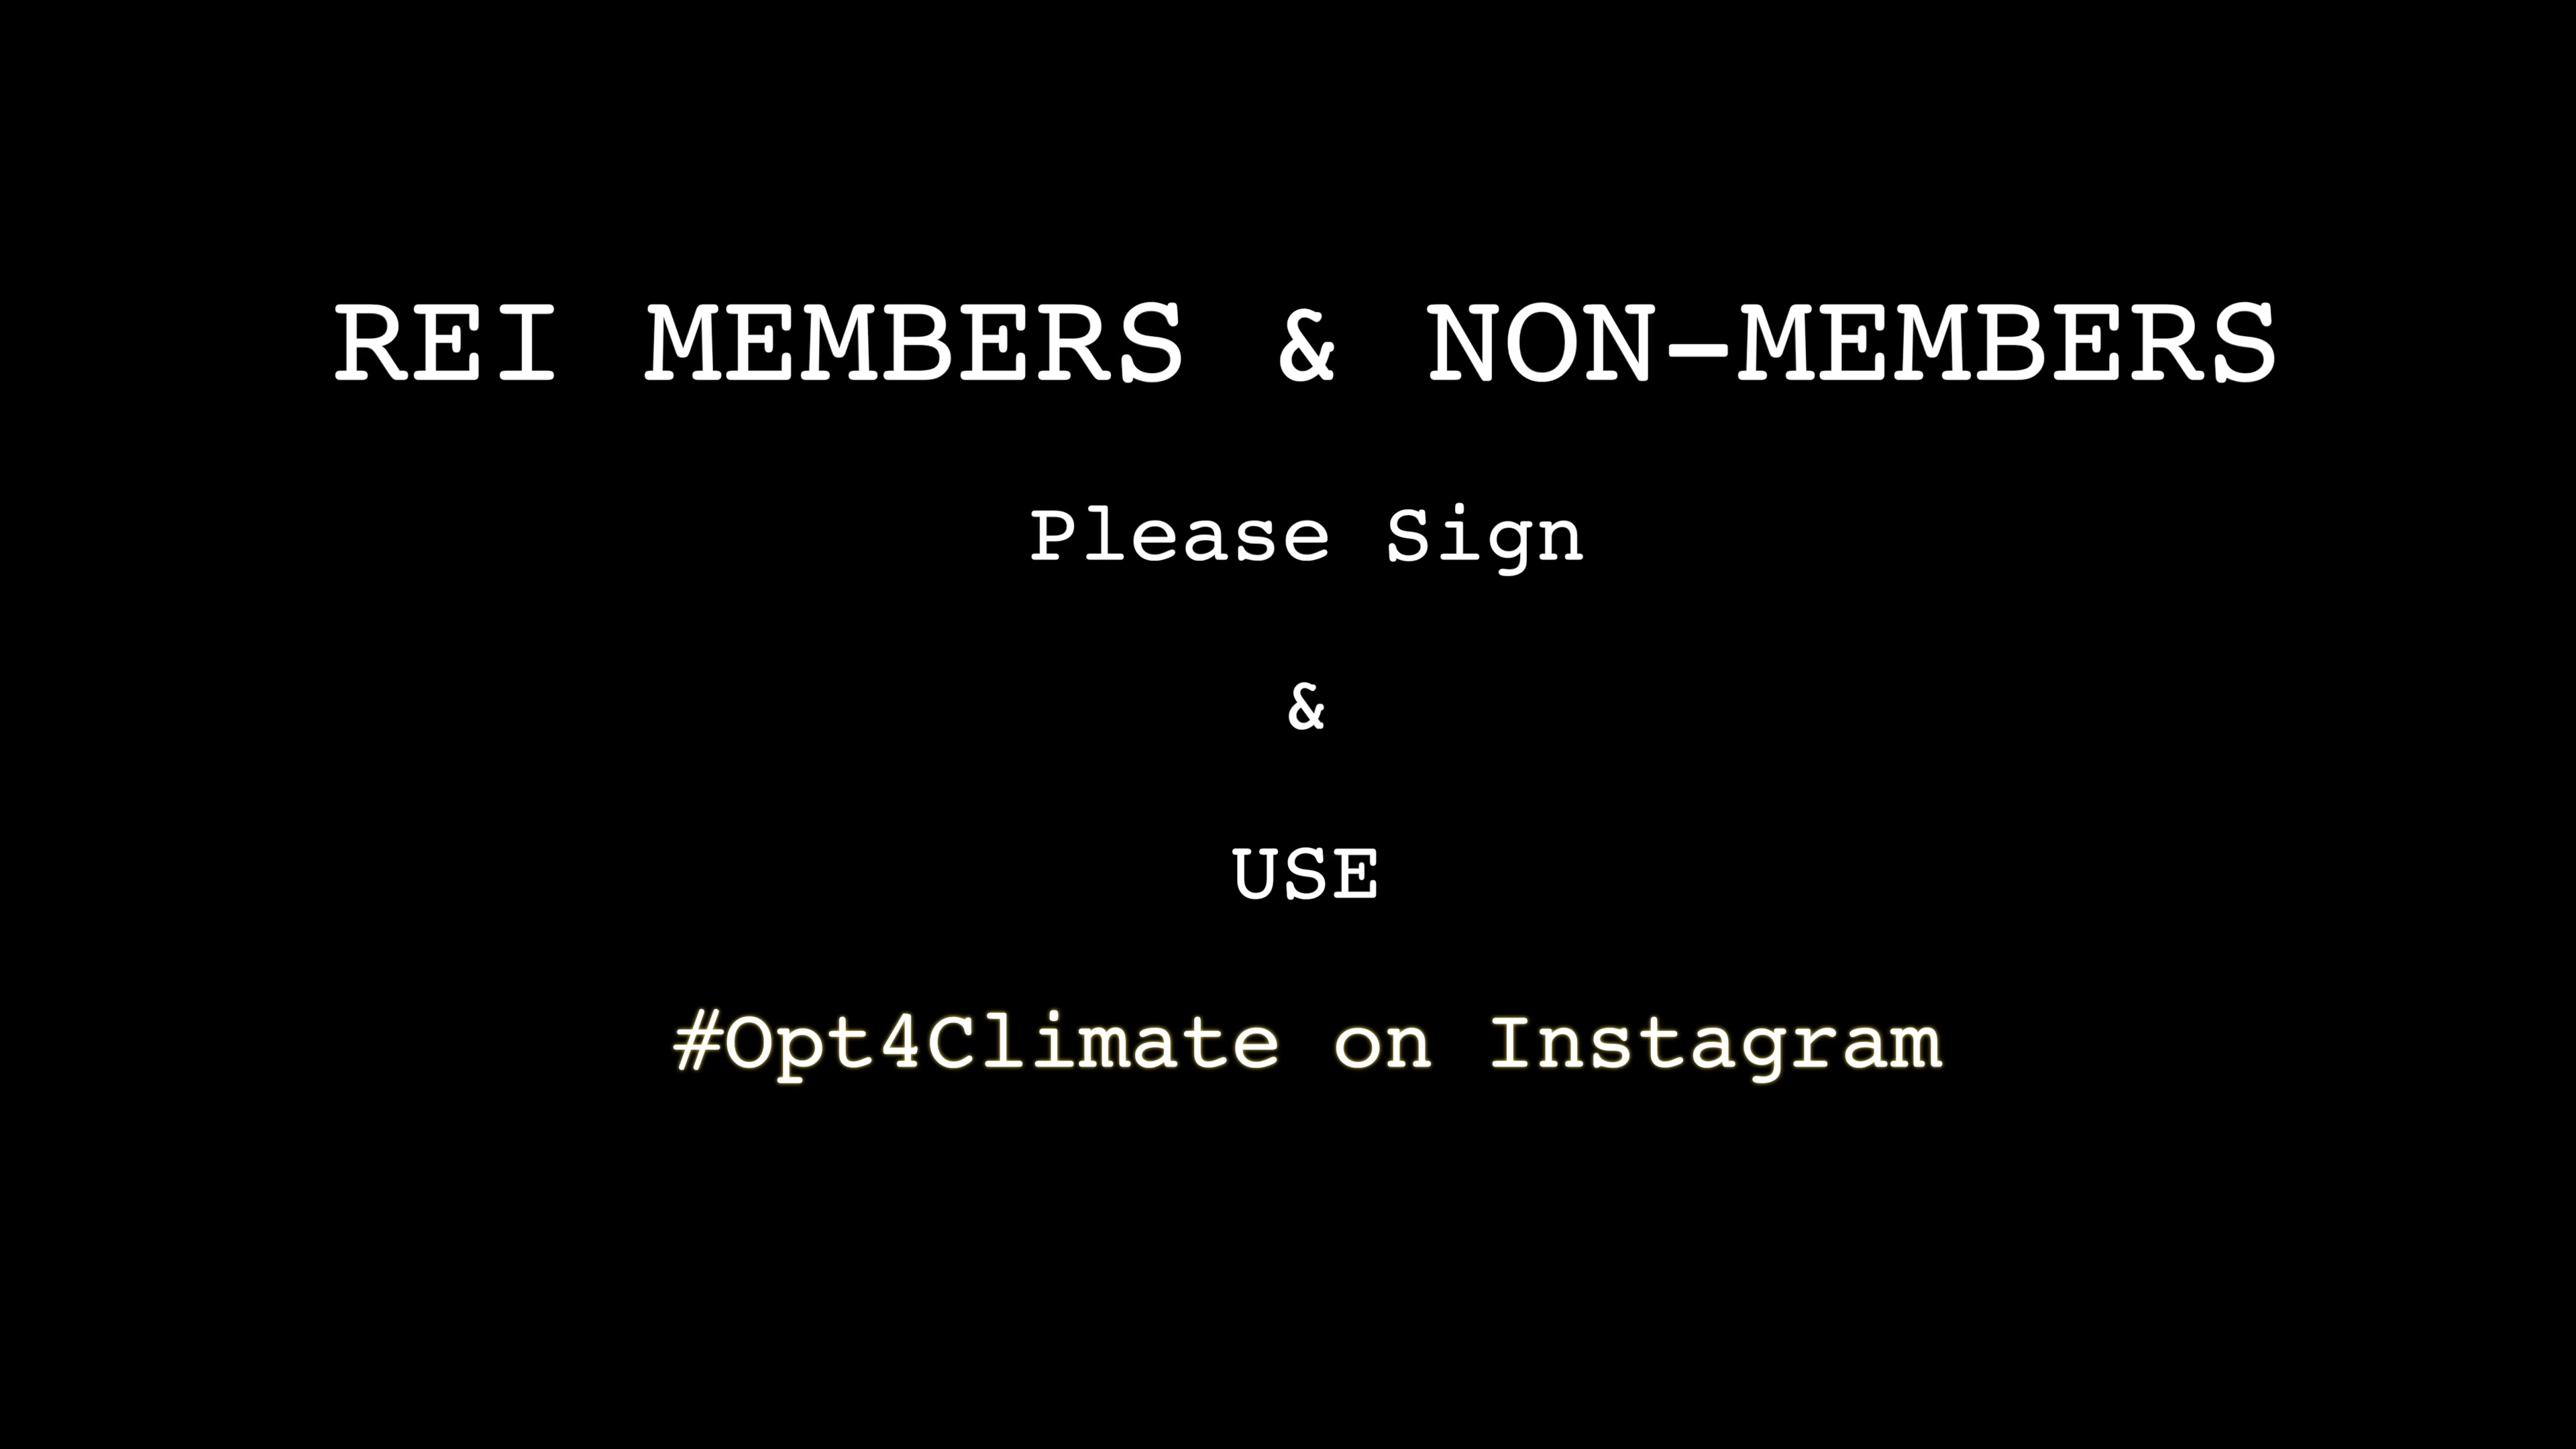 REI MEMBERS & NON-MEMBERS
Please Sign
&
USE
#Opt4Climate on Instagram